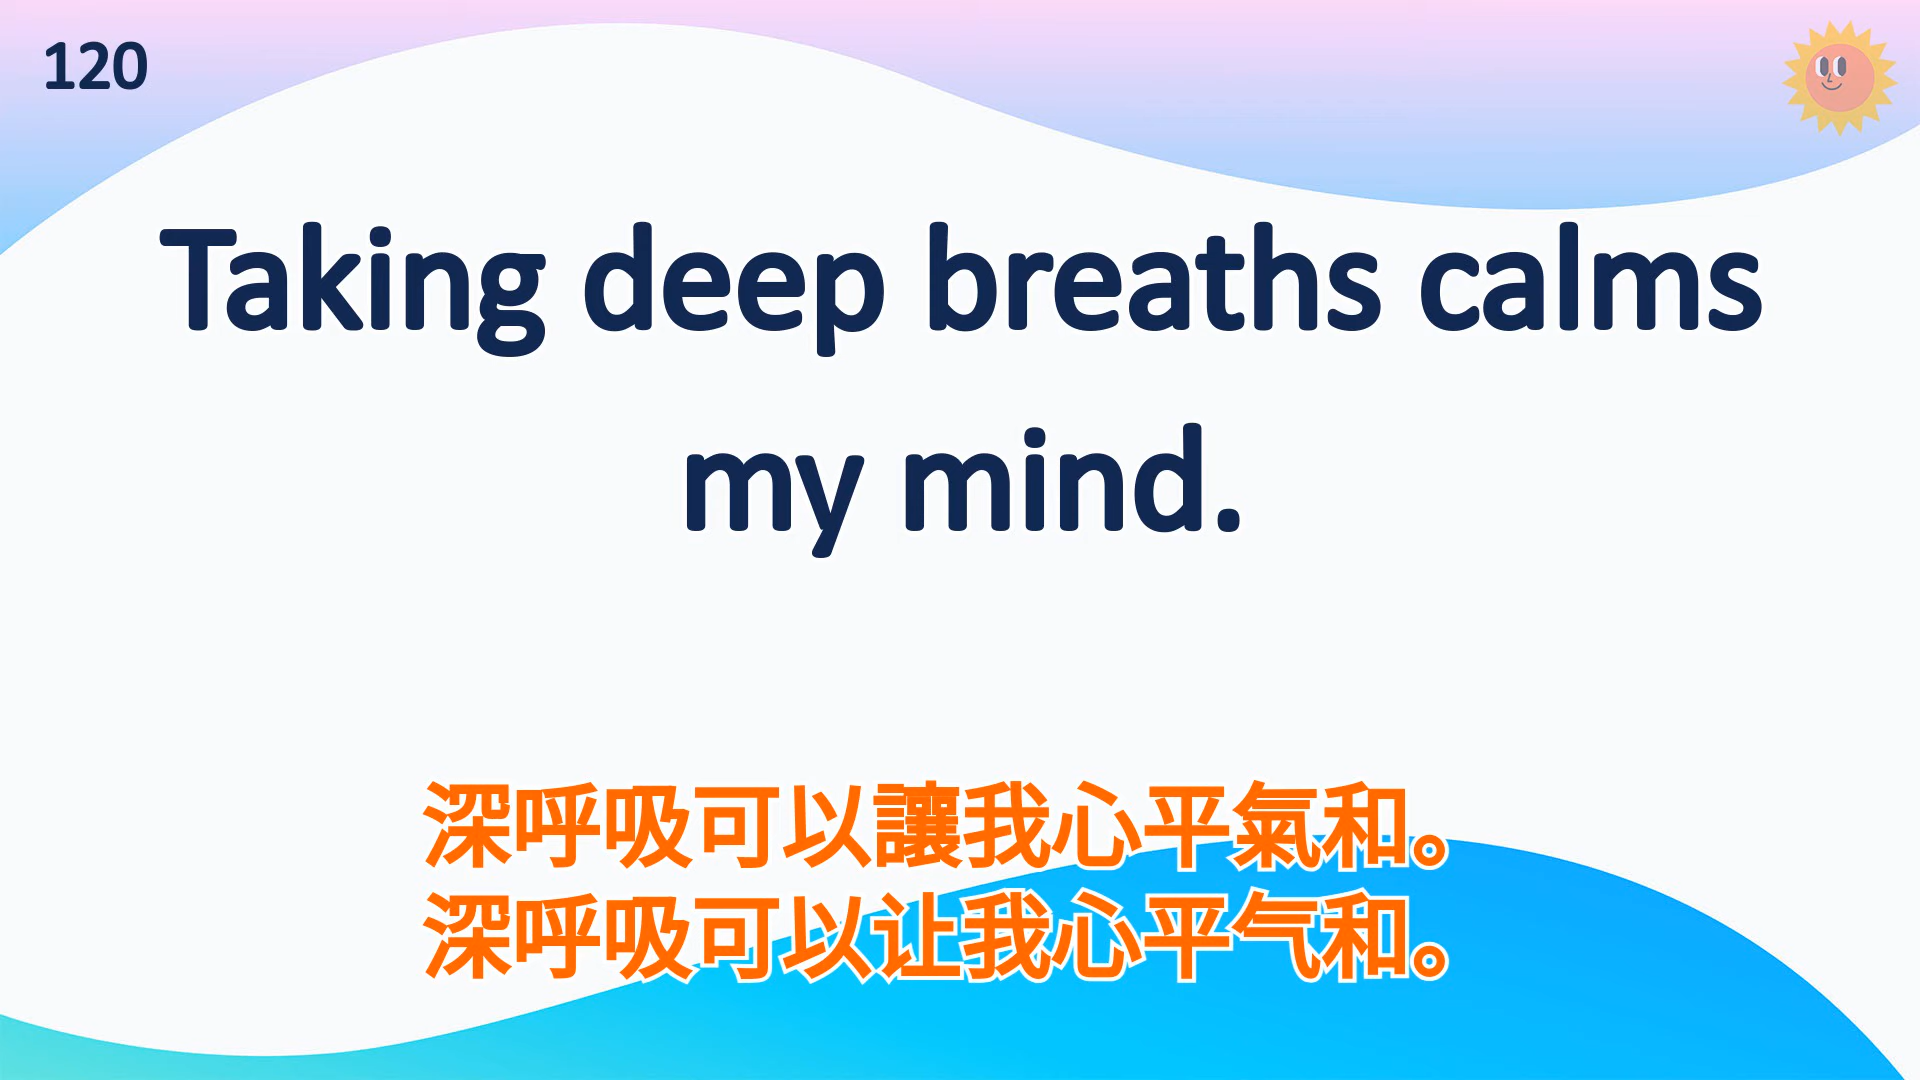 120
Taking deep breaths calms
my mind.
深呼吸可以讓我心平氣和。
深呼吸可以让我心平气和。